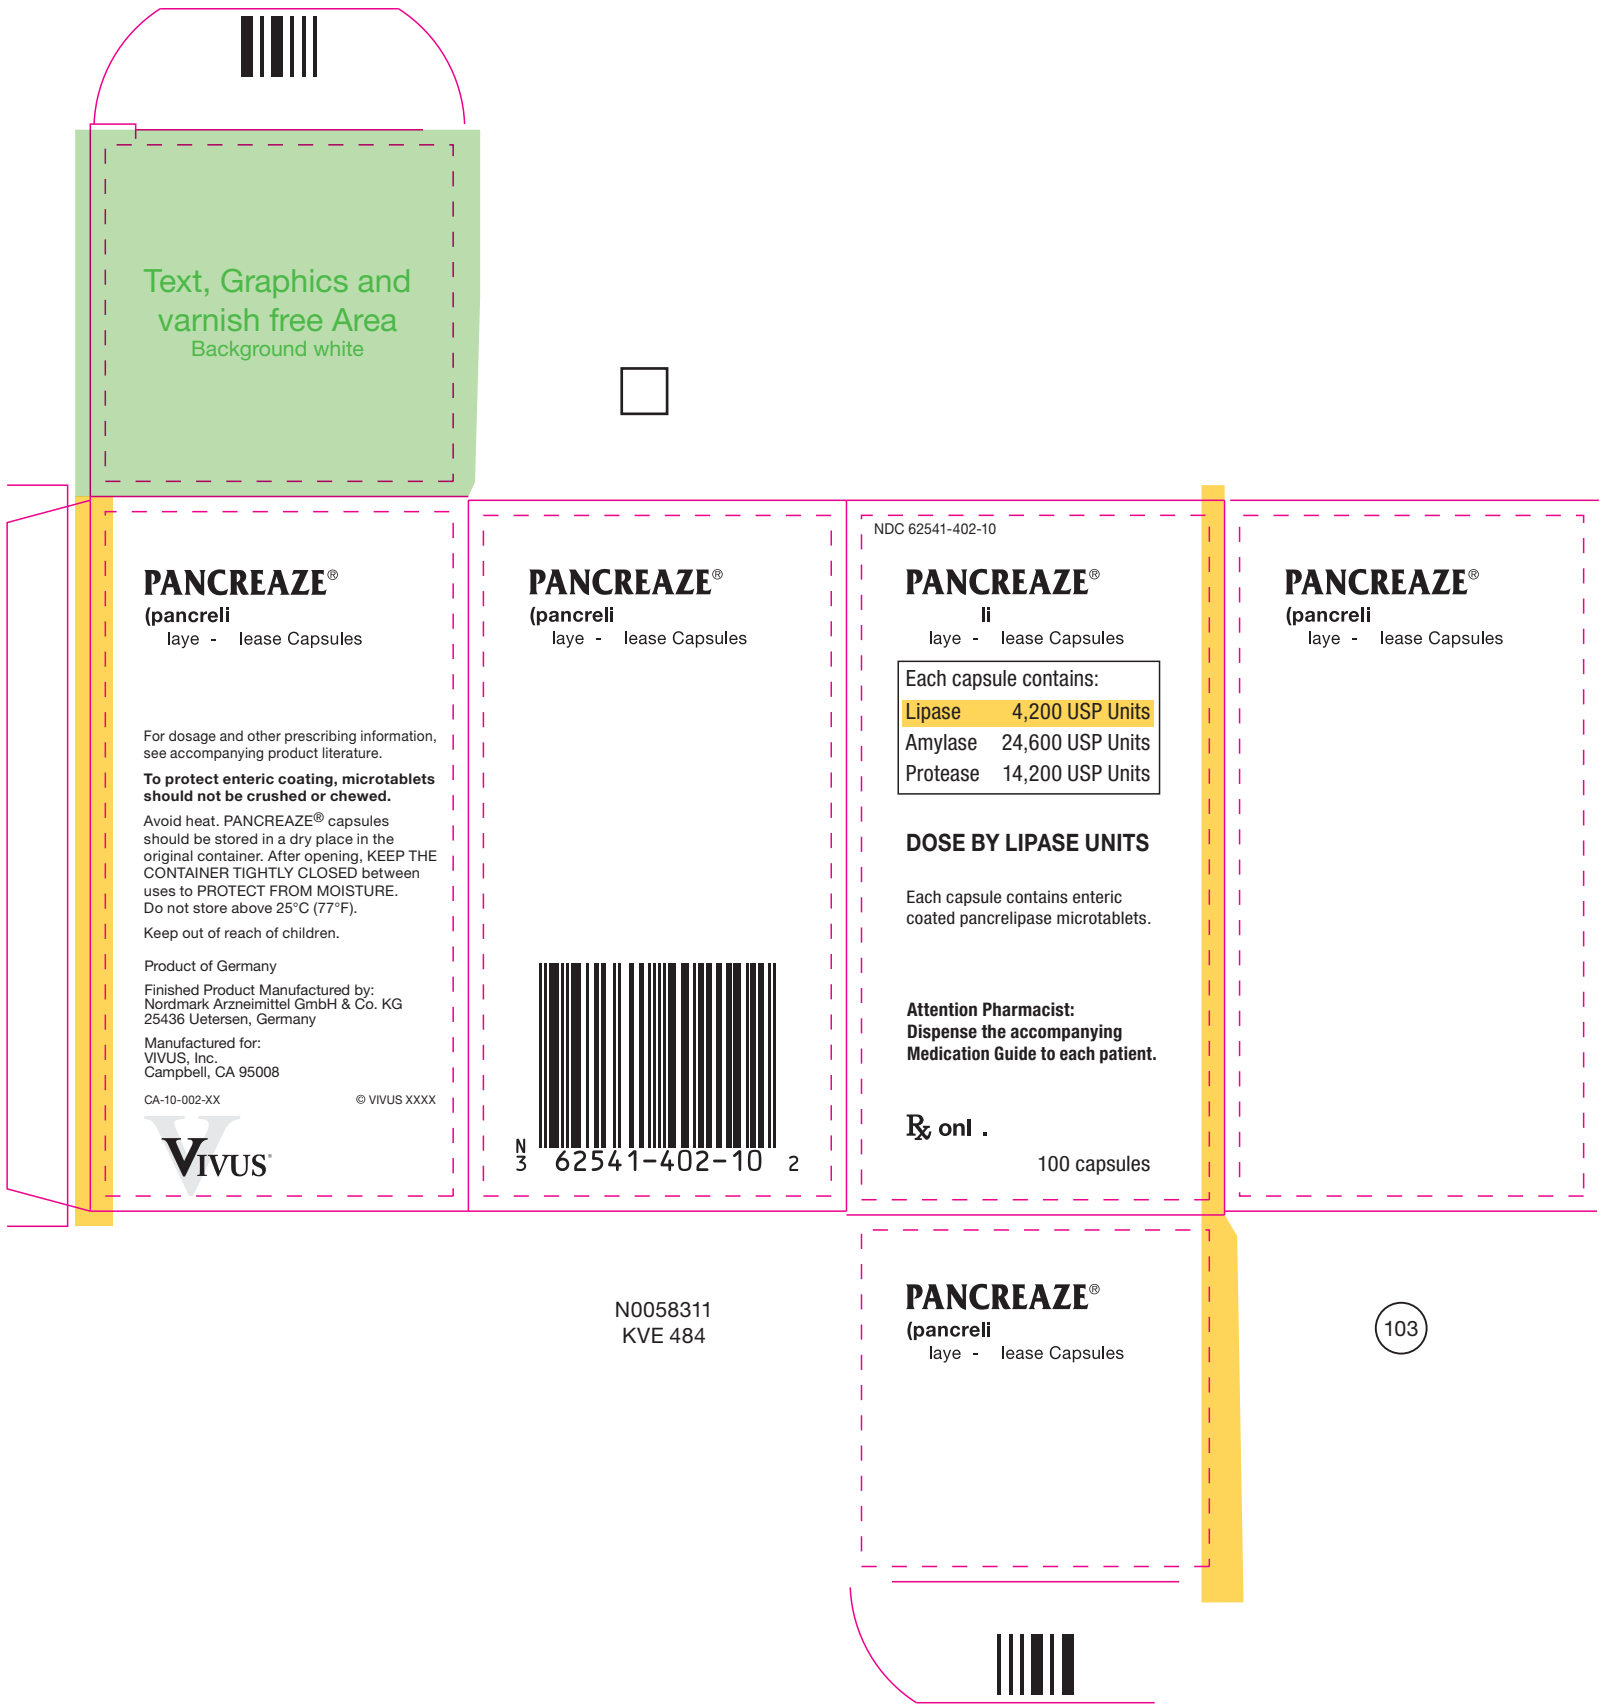 Text, Graphics and
varnish free Area
Background white
PANCREAZE®
(pancreli
laye - lease Capsules
For dosage and other prescribing information,
see accompanying product literature.
To protect enteric coating, microtablets
should not be crushed or chewed.
Avoid heat. PANCREAZE® capsules
should be stored in a dry place in the
original container. After opening, KEEP THE
CONTAINER TIGHTLY CLOSED between
uses to PROTECT FROM MOISTURE.
Do not store above 25°C (77°F).
Keep out of reach of children.
Product of Germany
Finished Product Manufactured by:
Nordmark Arzneimittel GmbH & Co. KG
25436 Uetersen, Germany
Manufactured for:
VIVUS, Inc.
Campbell, CA 95008
CA-10-002-XX © VIVUS XXXX
VIVUS®
PANCREAZE®
(pancreli
laye - lease Capsules
N
3 62541-402-10 2
NDC 62541-402-10
PANCREAZE®
li
laye - lease Capsules
Each capsule contains:
Lipase 4,200 USP Units
Amylase 24,600 USP Units
Protease 14,200 USP Units
DOSE BY LIPASE UNITS
Each capsule contains enteric
coated pancrelipase microtablets.
Attention Pharmacist:
Dispense the accompanying
Medication Guide to each patient.
Rx onl .
100 capsules
PANCREAZE®
(pancreli
laye - lease Capsules
PANCREAZE®
(pancreli
laye - lease Capsules
N0058311
KVE 484
103